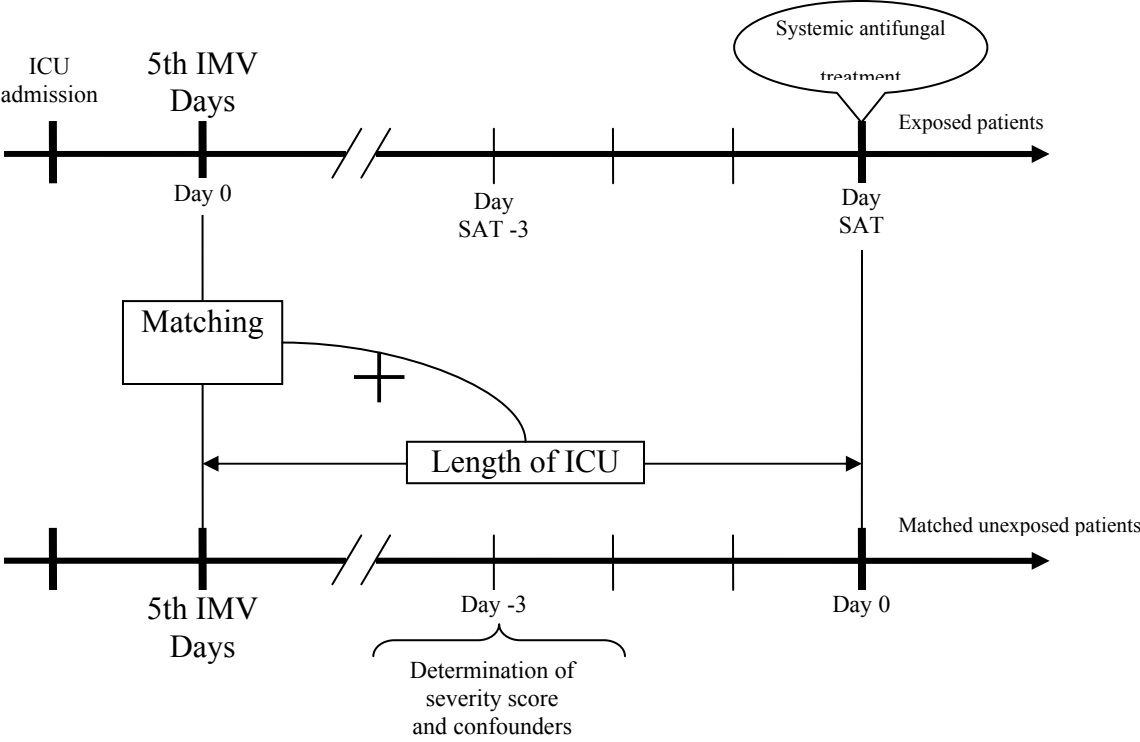 Systemic antifungal
treatment
ICU
admission
5th IMV
Days
Exposed patients
Day 0
Day
SAT -3
Day
SAT
Matching
Length of ICU
Matched unexposed patients
5th IMV
Days
Day -3
Day 0
Determination of
severity score
and confounders